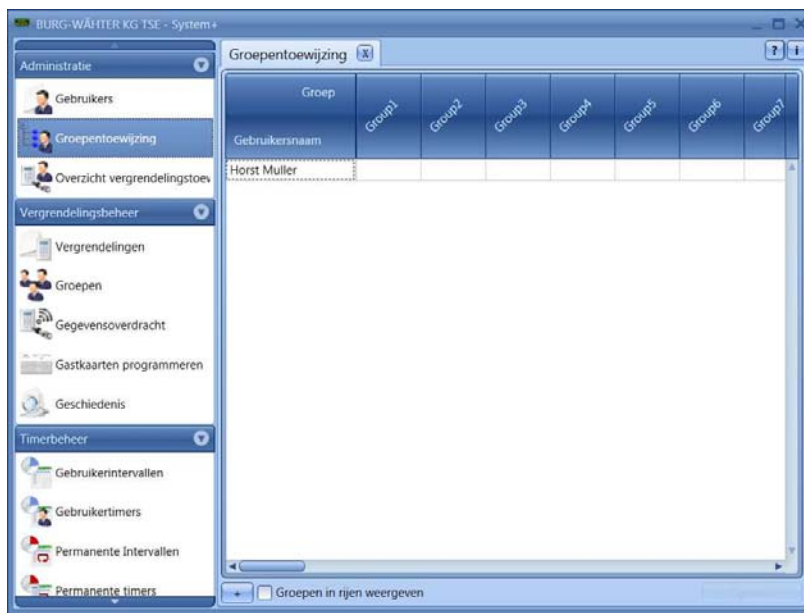 BURG-WÄHTER KG TSE - System+
Administratie
Gebruikers
Groepentoewijzing
Overzicht vergrendelingstoew
Vergrendelingsbeheer
Vergrendelingen
Groepen
Gegevensoverdracht
Gastkaarten programmeren
Geschiedenis
Timerbeheer
Gebruikerintervallen
Gebruikertimers
Permanente Intervallen
Permanente timers
Groepentoewijzing X
? i
Groep
Gebruikersnaam
Group1 Group2 Group3 Group4 Group5 Group6 Group7
Horst Muller
+ Groepen in rijen weergeven